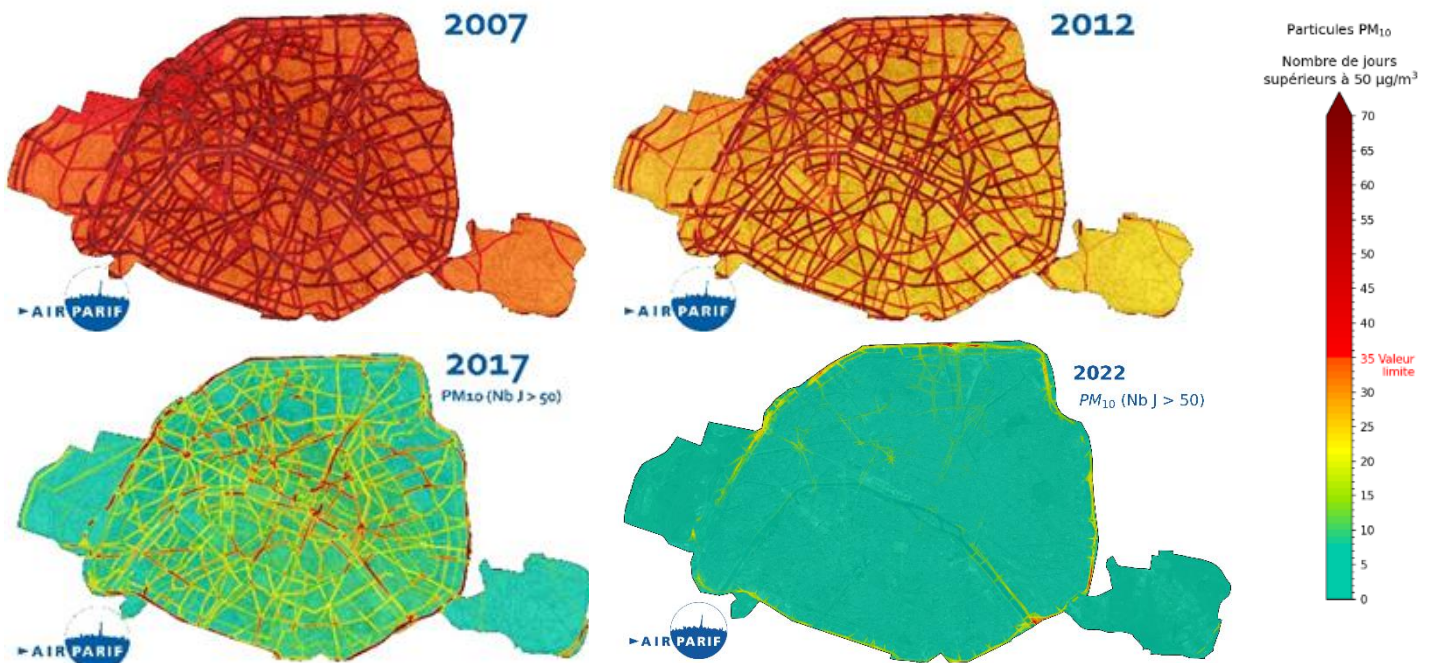 2007
AIR PARIF
2012
AIR PARIF
2017
PM10 (Nb J > 50)
AIR PARIF
2022
PM₁₀ (Nb J > 50)
AIR PARIF
Particules PM₁₀
Nombre de jours
supérieurs à 50 µg/m³
70
65
60
55
50
45
40
35 Valeur
limite
30
25
20
15
10
5
0